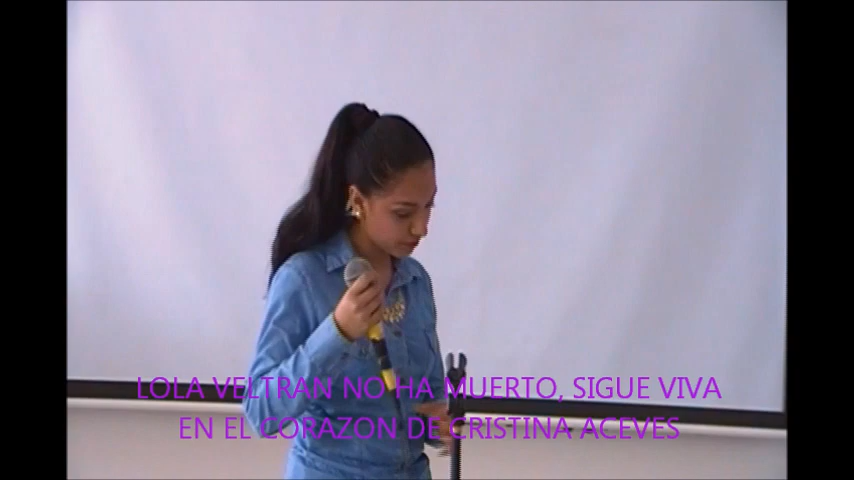 LOLA VELTRAN NO HA MUERTO, SIGUE VIVA
EN EL CORAZON DE CRISTINA ACEVES